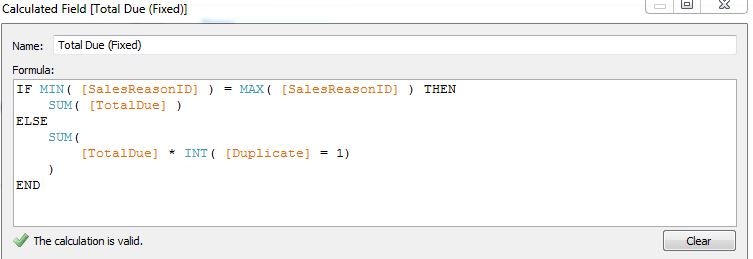 Calculated Field [Total Due (Fixed)]
Name: Total Due (Fixed)
Formula:
IF MIN( [SalesReasonID] ) = MAX( [SalesReasonID] ) THEN
    SUM( [TotalDue] )
ELSE
    SUM(
        [TotalDue] * INT( [Duplicate] = 1)
    )
END
The calculation is valid.
Clear